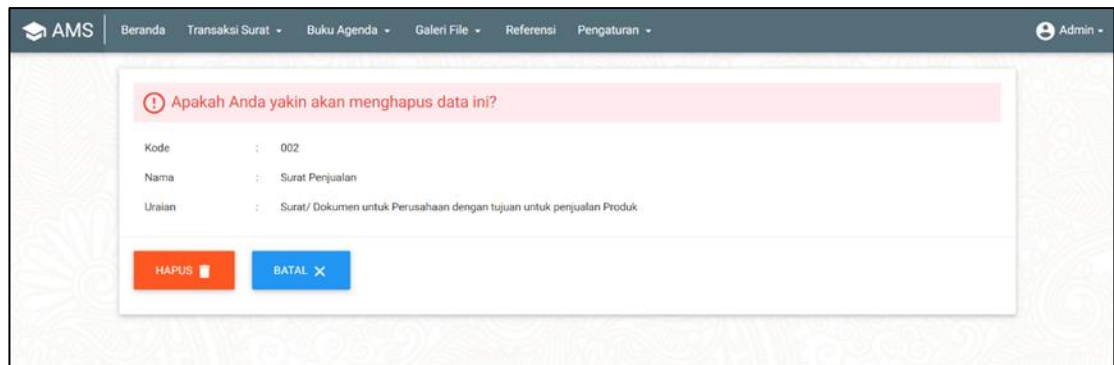 AMS Beranda Transaksi Surat Buku Agenda Galeri File Referensi Pengaturan Admin
Apakah Anda yakin akan menghapus data ini?
Kode : 002
Nama : Surat Penjualan
Uraian : Surat/ Dokumen untuk Perusahaan dengan tujuan untuk penjualan Produk
HAPUS BATAL